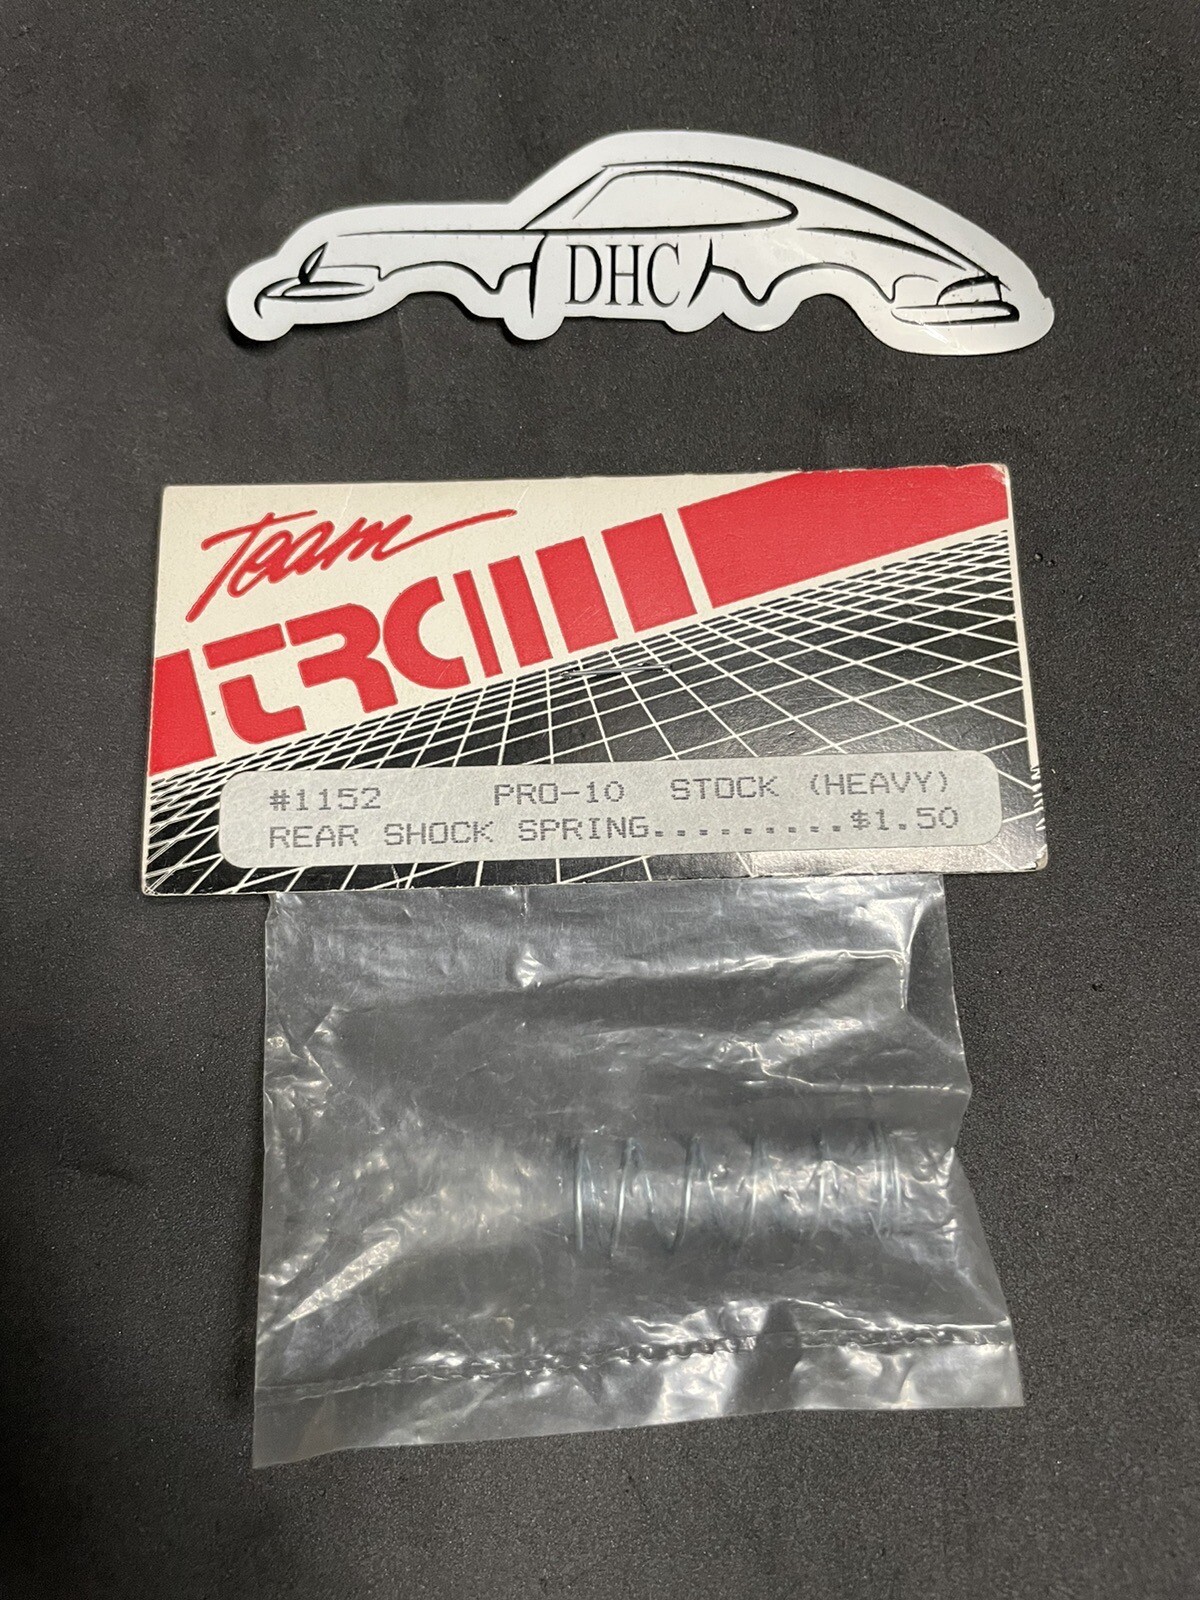 DHC
Team
TRC
#1152 PRO-10 STOCK (HEAVY)
REAR SHOCK SPRING..........$1.50